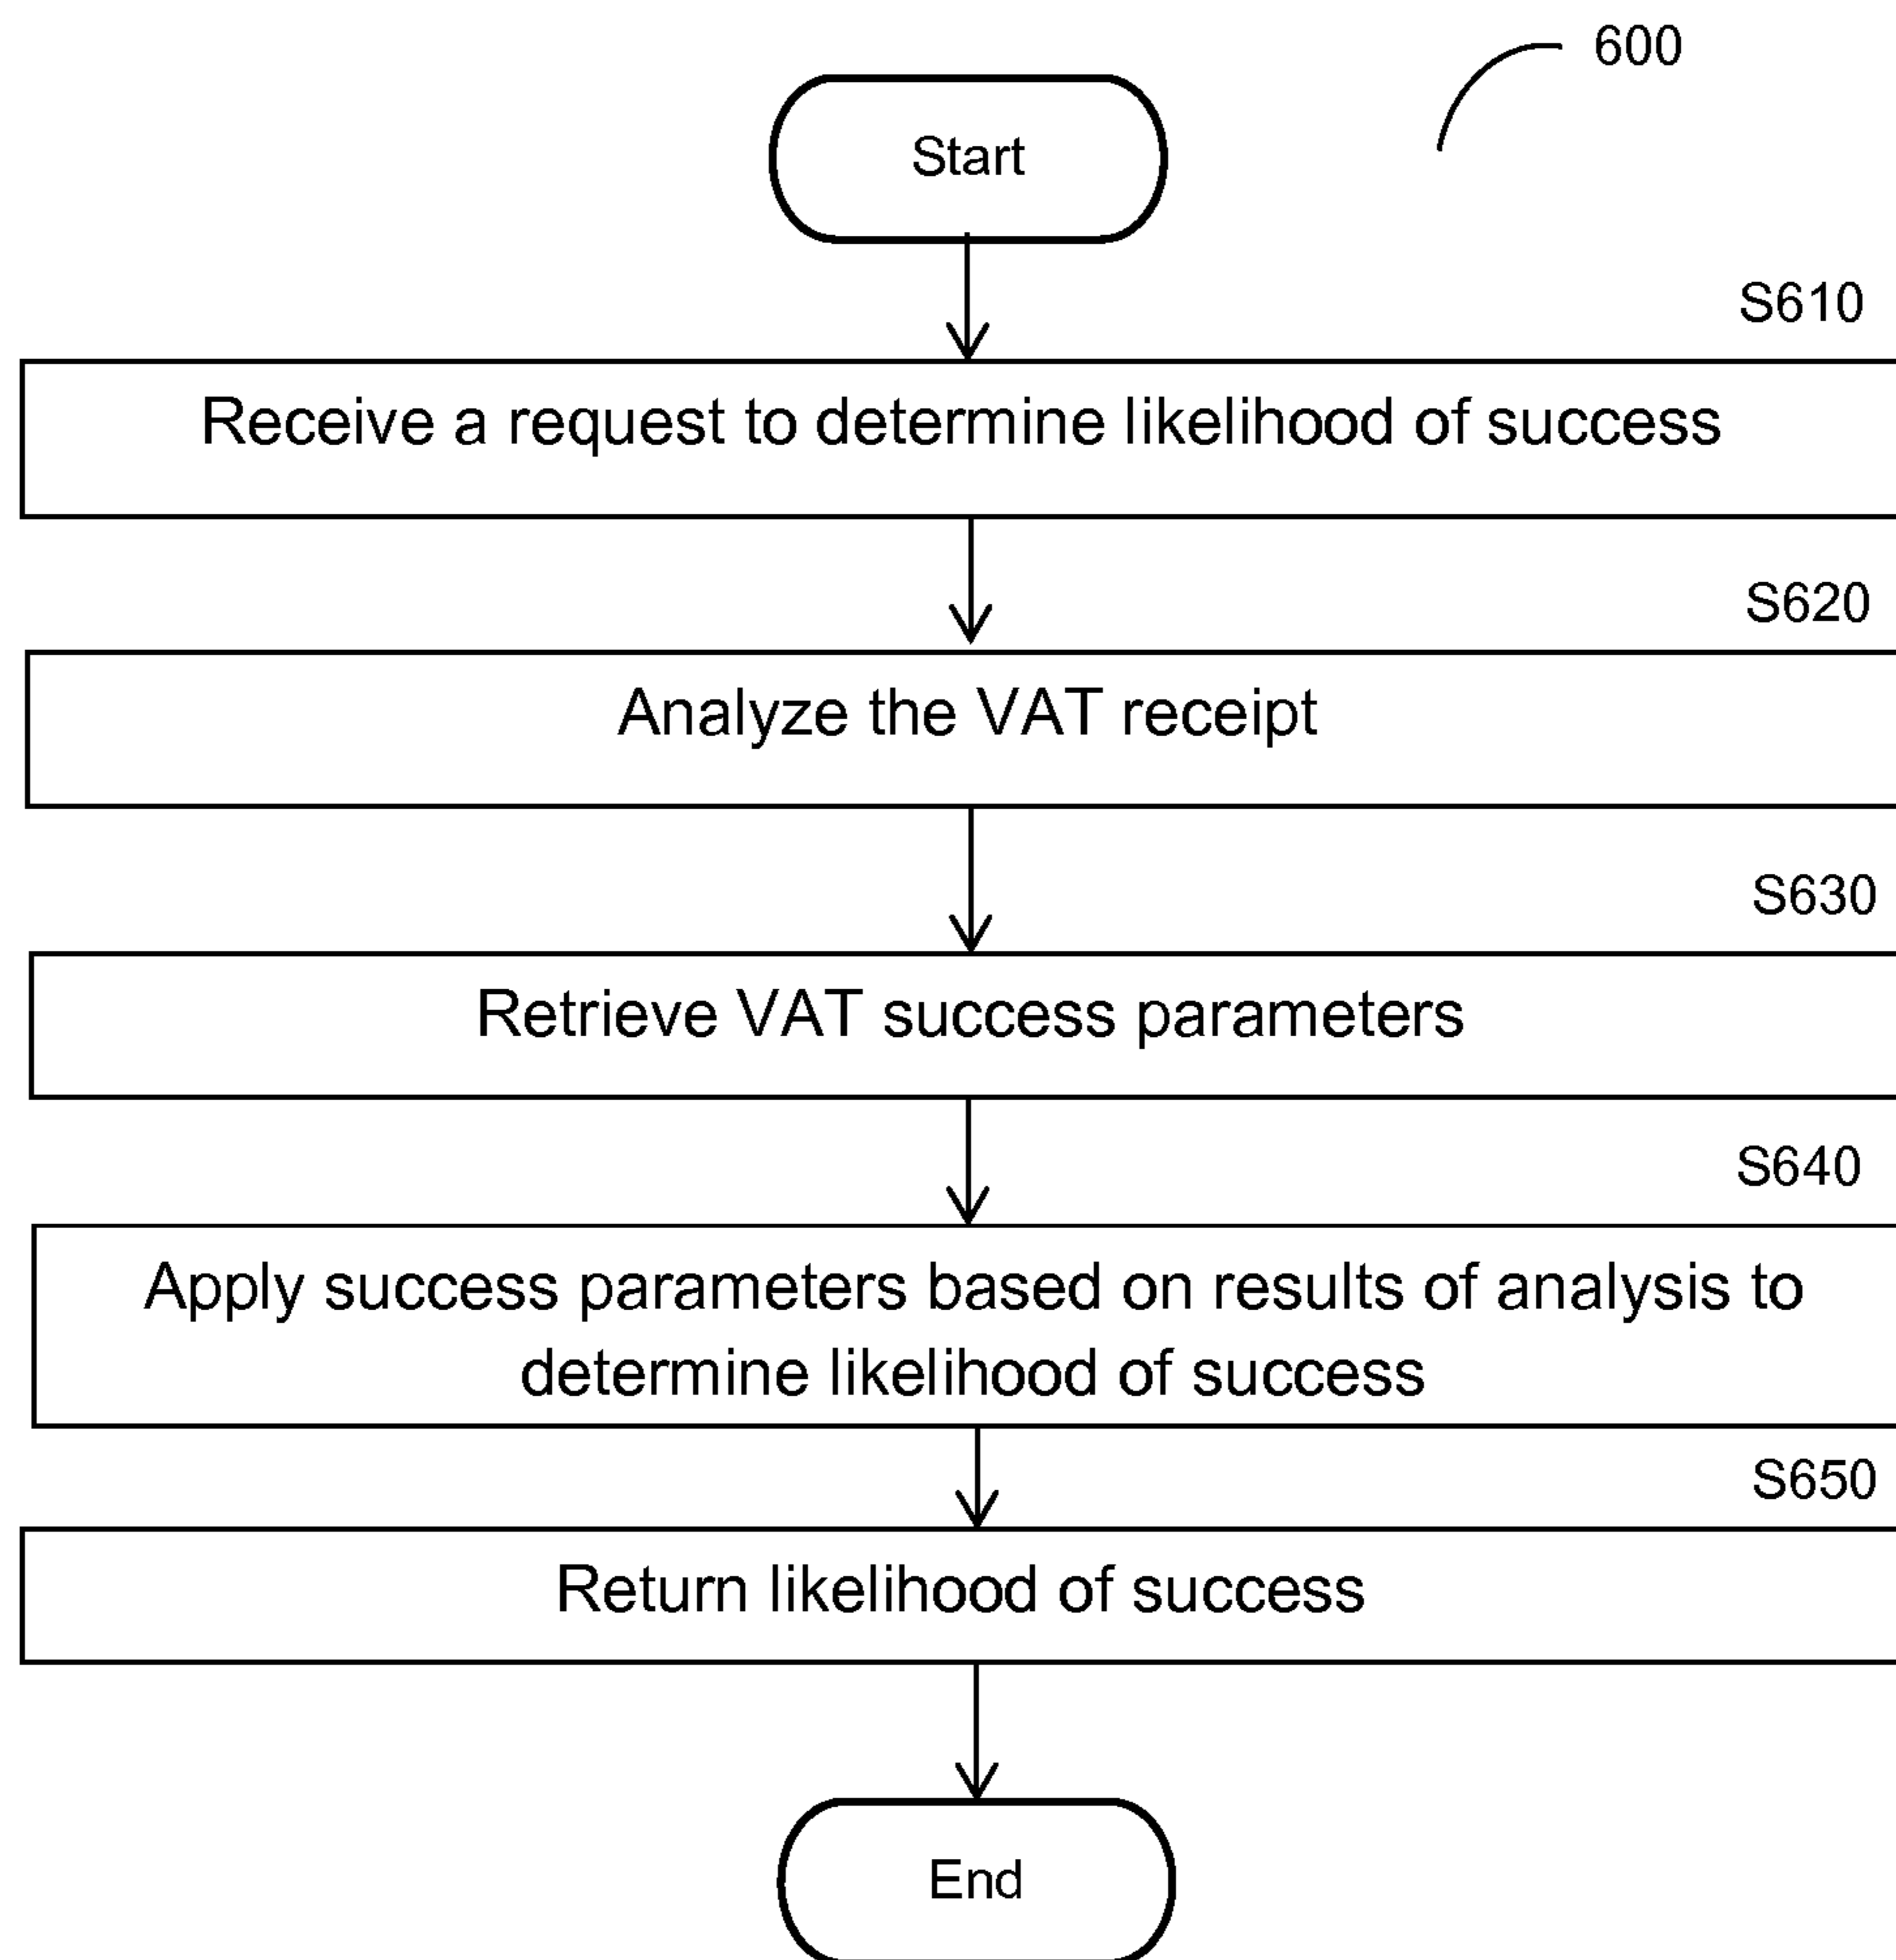 600
Start
S610
Receive a request to determine likelihood of success
S620
Analyze the VAT receipt
S630
Retrieve VAT success parameters
S640
Apply success parameters based on results of analysis to
determine likelihood of success
S650
Return likelihood of success
End